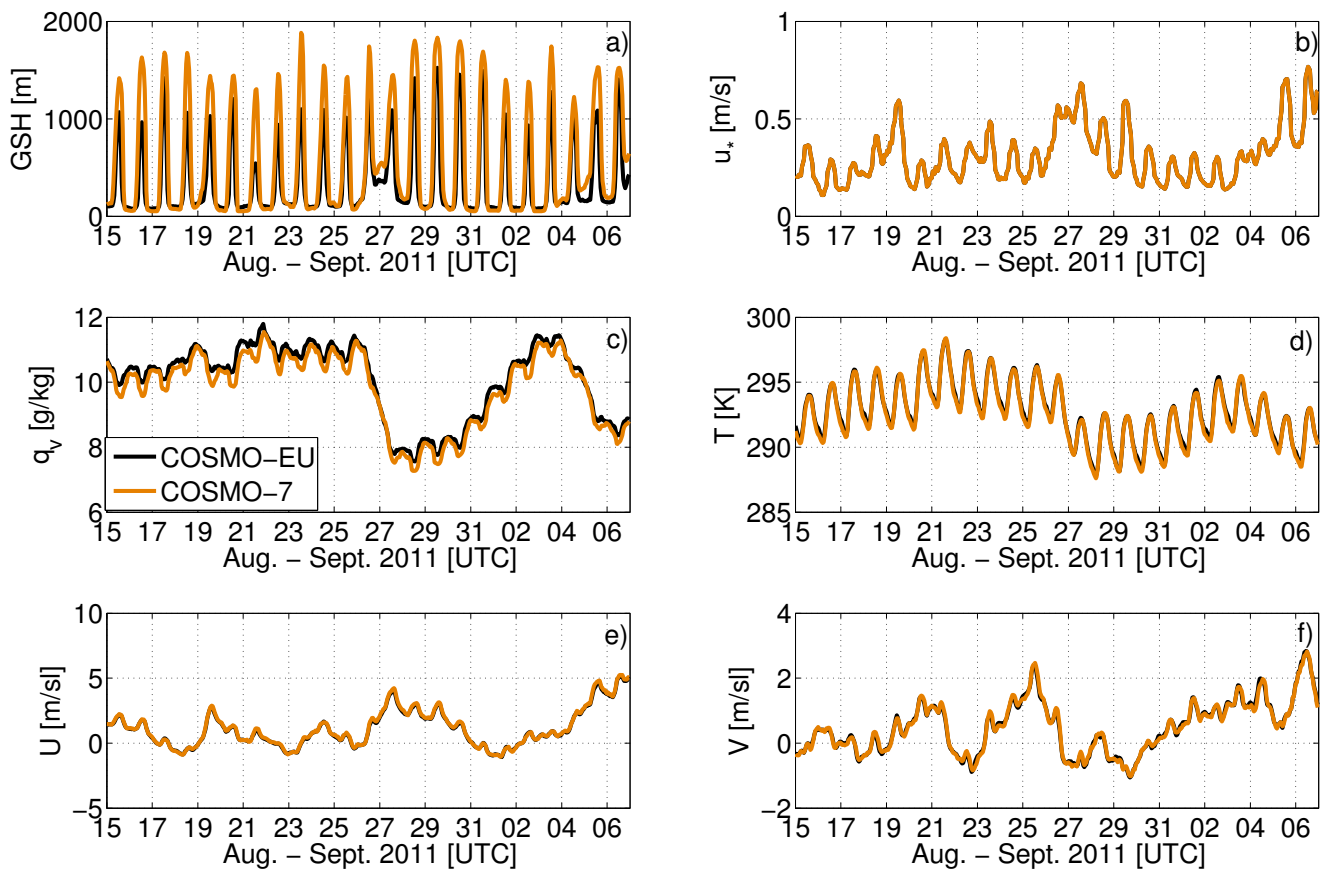 a)
GSH [m]
2000
1000
0
15 17 19 21 23 25 27 29 31 02 04 06
Aug. − Sept. 2011 [UTC]
b)
u* [m/s]
1
0.5
0
15 17 19 21 23 25 27 29 31 02 04 06
Aug. − Sept. 2011 [UTC]
c)
qv [g/kg]
12
10
8
6
COSMO−EU
COSMO−7
15 17 19 21 23 25 27 29 31 02 04 06
Aug. − Sept. 2011 [UTC]
d)
T [K]
300
295
290
285
15 17 19 21 23 25 27 29 31 02 04 06
Aug. − Sept. 2011 [UTC]
e)
U [m/sl]
10
5
0
−5
15 17 19 21 23 25 27 29 31 02 04 06
Aug. − Sept. 2011 [UTC]
f)
V [m/sl]
4
2
0
−2
15 17 19 21 23 25 27 29 31 02 04 06
Aug. − Sept. 2011 [UTC]